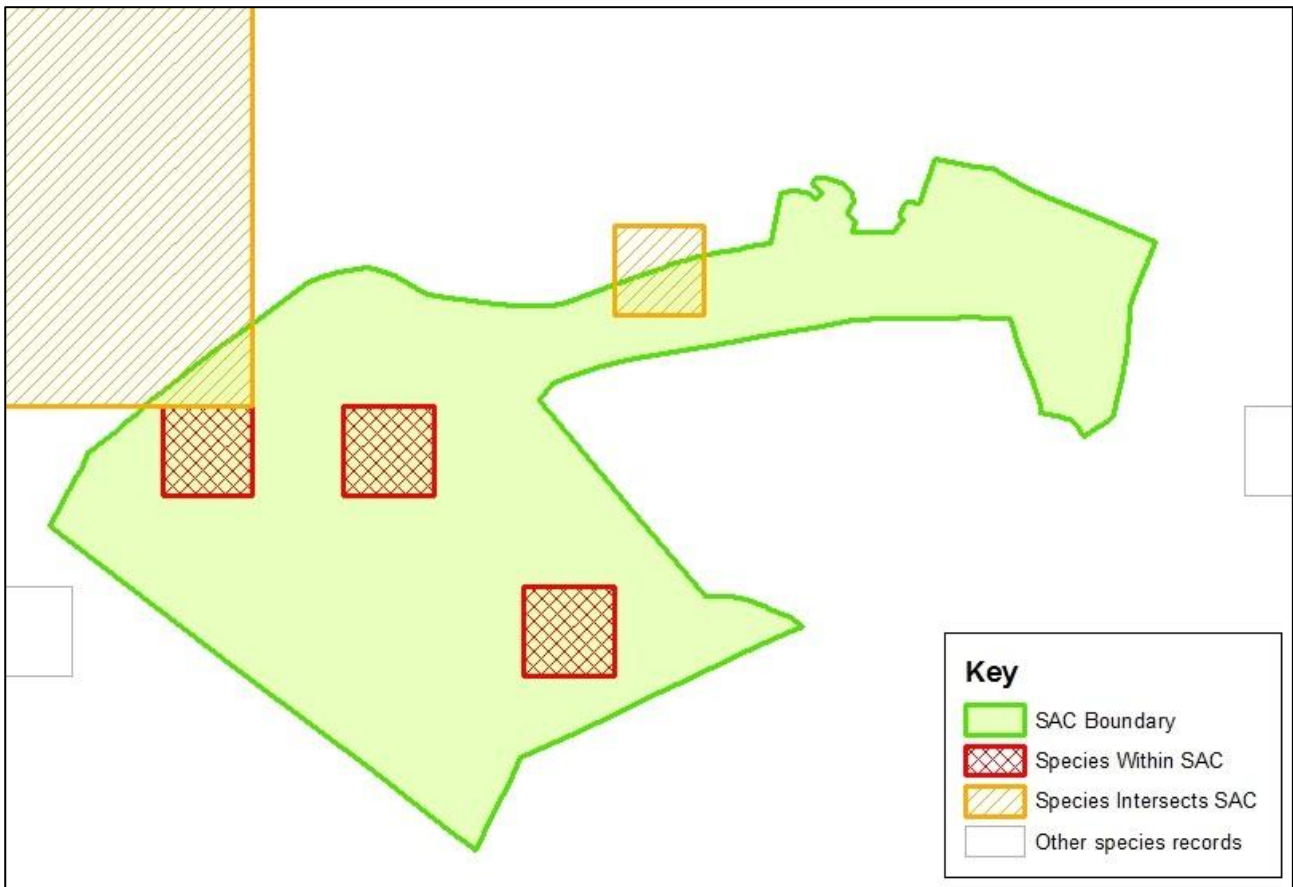 Key
SAC Boundary
Species Within SAC
Species Intersects SAC
Other species records